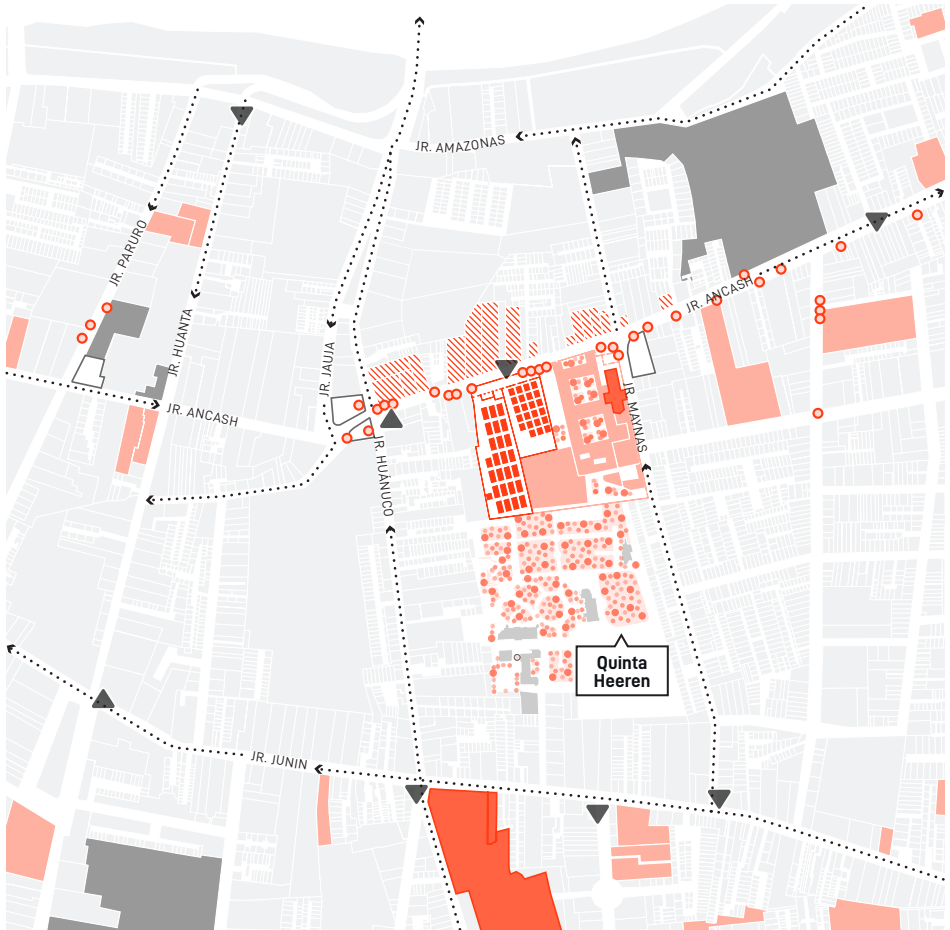 JR. AMAZONAS
JR. PARURO
JR. ANCASH
JR. HUANTA
JR. JAUJA
JR. ANCASH
JR. MAYNAS
JR. HUÁNUCO
Quinta
Heeren
JR. JUNIN